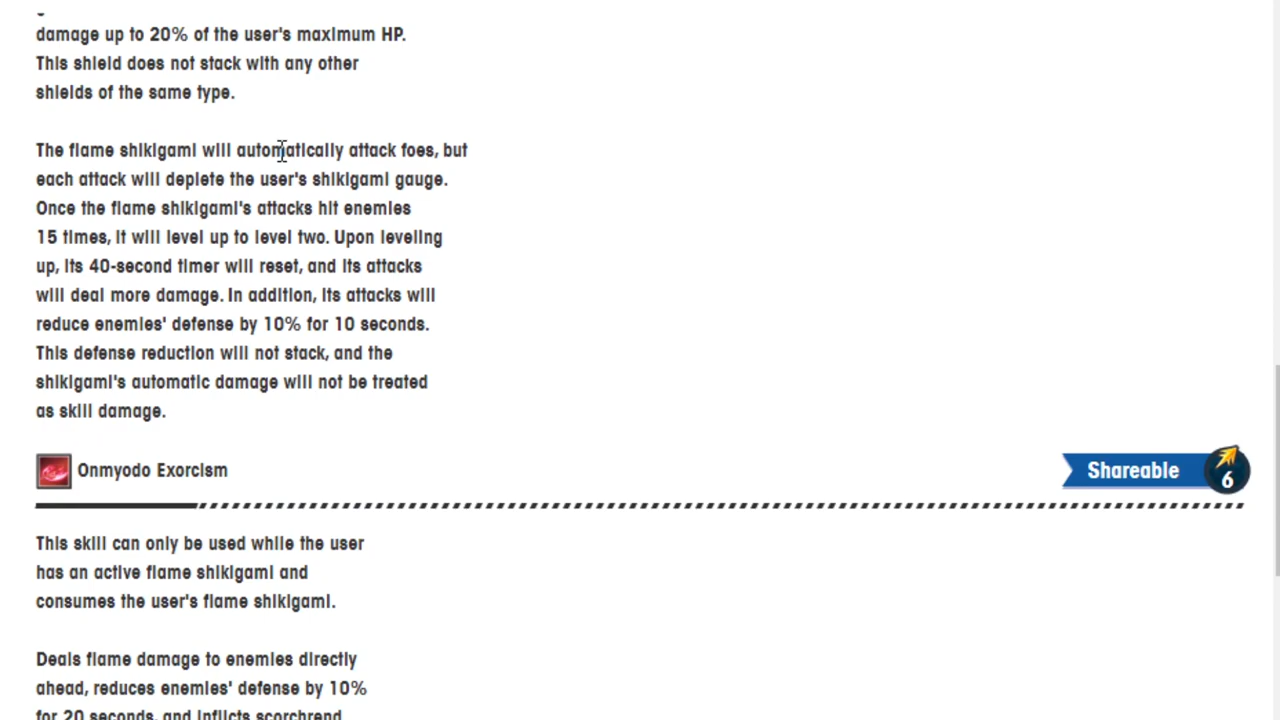 damage up to 20% of the user's maximum HP.
This shield does not stack with any other
shields of the same type.
The flame shikigami will automatically attack foes, but
each attack will deplete the user's shikigami gauge.
Once the flame shikigami's attacks hit enemies
15 times, it will level up to level two. Upon leveling
up, its 40-second timer will reset, and its attacks
will deal more damage. In addition, its attacks will
reduce enemies' defense by 10% for 10 seconds.
This defense reduction will not stack, and the
shikigami's automatic damage will not be treated
as skill damage.
Onmyodo Exorcism
Shareable 6
This skill can only be used while the user
has an active flame shikigami and
consumes the user's flame shikigami.
Deals flame damage to enemies directly
ahead, reduces enemies' defense by 10%
for 20 seconds, and inflicts scorchrend